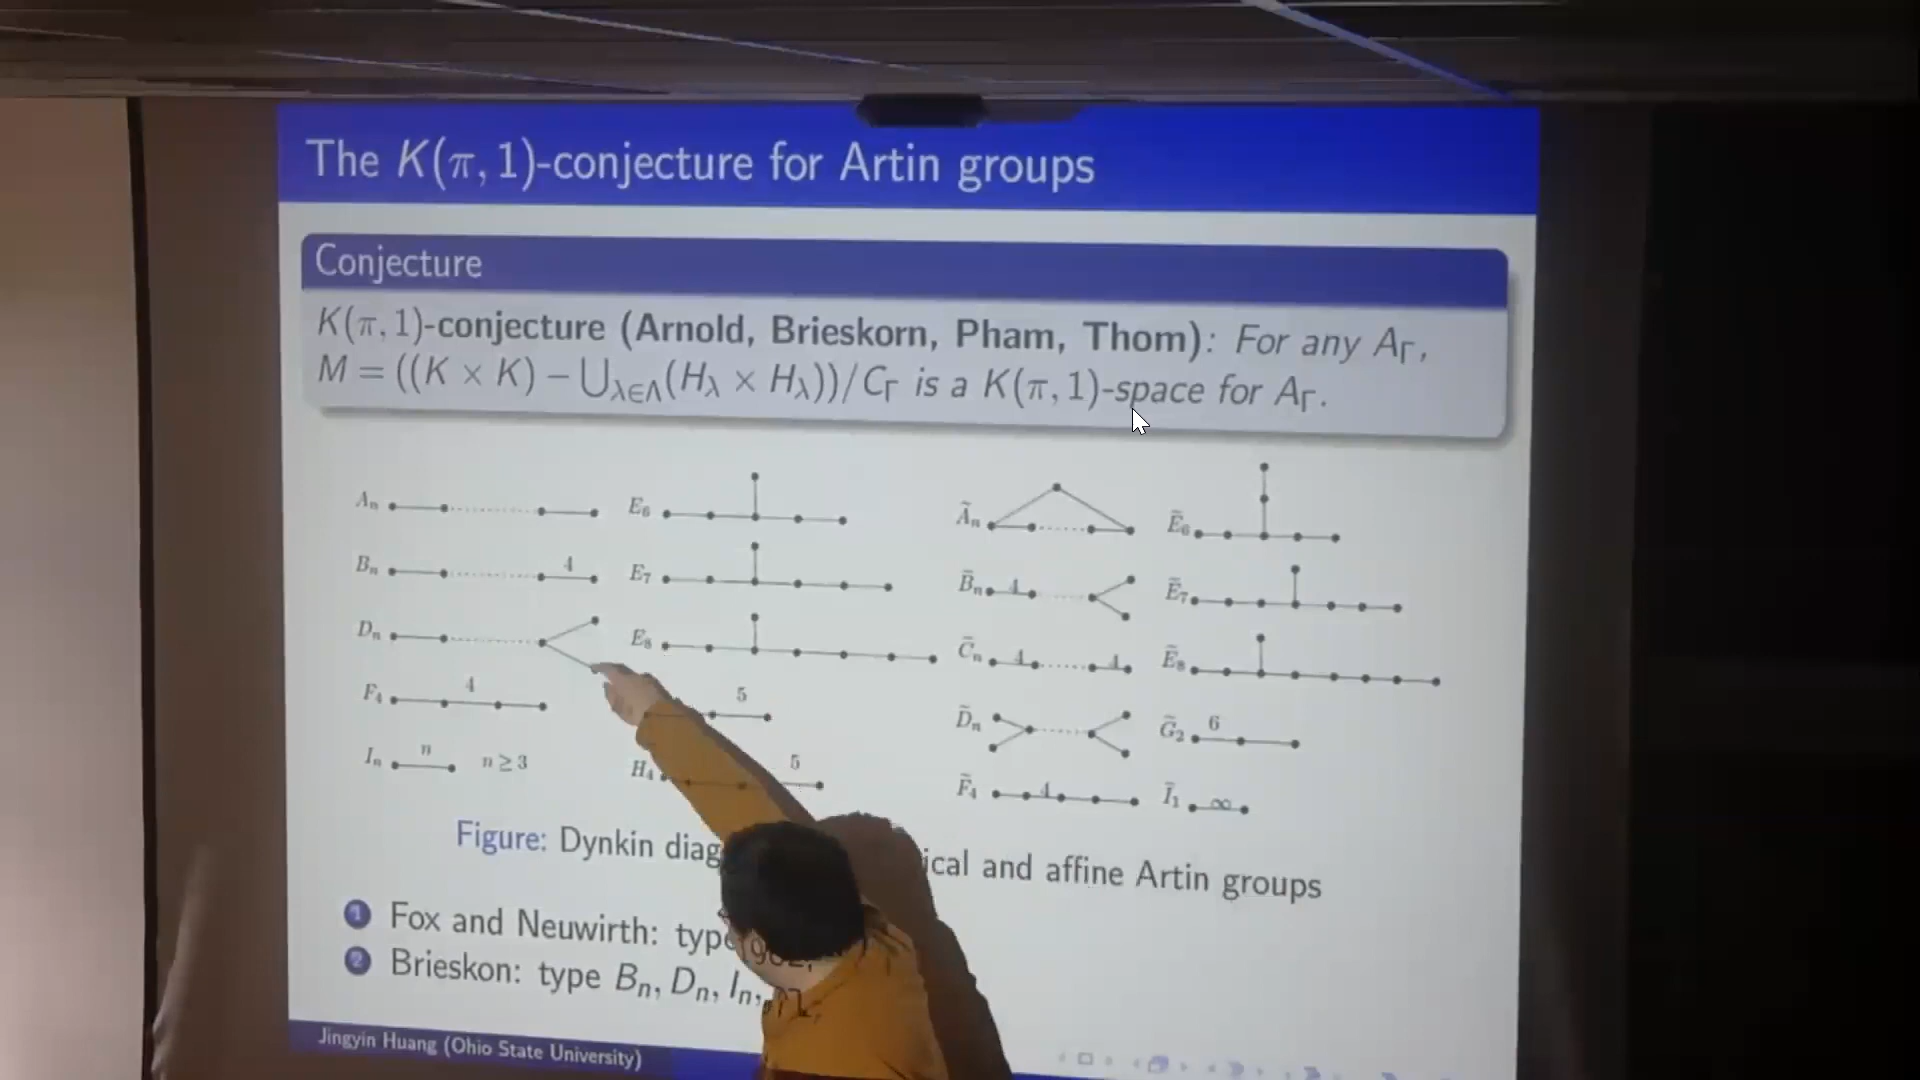 The K(π, 1)-conjecture for Artin groups
Conjecture
K(π, 1)-conjecture (Arnold, Brieskorn, Pham, Thom): For any A_Γ,
M = ((K × K) − ⋃_{λ∈Λ}(H_λ × H_λ))/C_Γ is a K(π, 1)-space for A_Γ.
A_n
B_n 4
D_n
F_4 4
I_n n n ≥ 3
E_6
E_7
E_8
5
H_4 5
Ã_n
B̃_n 4
C̃_n 4 4
D̃_n
F̃_4 4
Ẽ_6
Ẽ_7
Ẽ_8
G̃_2 6
Ĩ_1 ∞
Figure: Dynkin diag ical and affine Artin groups
1 Fox and Neuwirth: type
2 Brieskon: type B_n, D_n, I_n,
Jingyin Huang (Ohio State University)